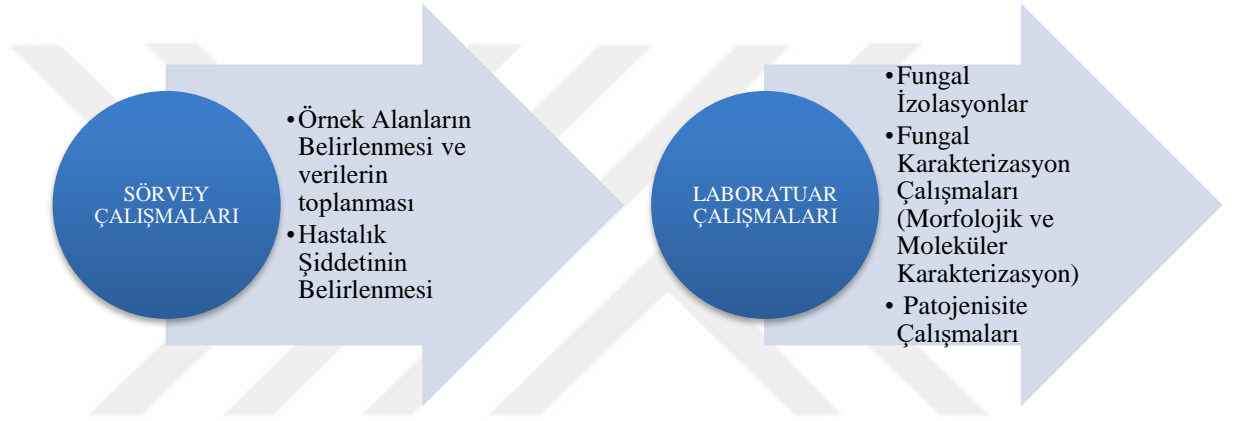 SÖRVEY
ÇALIŞMALARI
•Örnek Alanların
Belirlenmesi ve
verilerin
toplanması
•Hastalık
Şiddetinin
Belirlenmesi
LABORATUAR
ÇALIŞMALARI
•Fungal
İzolasyonlar
•Fungal
Karakterizasyon
Çalışmaları
(Morfolojik ve
Moleküler
Karakterizasyon)
• Patojenisite
Çalışmaları